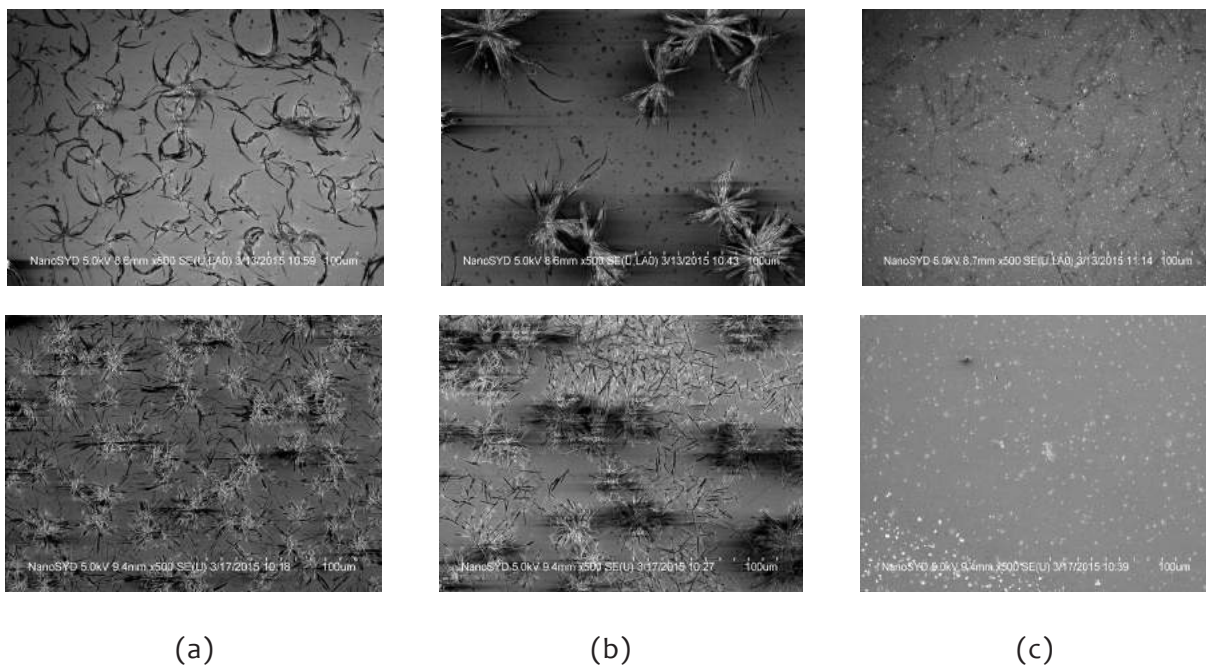 NanoSYD 5.0kV 8.6mm x500 SE(U,LA0) 3/13/2015 10:59 100um
NanoSYD 5.0kV 8.6mm x500 SE(U,LA0) 3/13/2015 10:43 100um
NanoSYD 5.0kV 8.7mm x500 SE(U,LA0) 3/13/2015 11:14 100um
NanoSYD 5.0kV 9.4mm x500 SE(U) 3/17/2015 10:18 100um
NanoSYD 5.0kV 9.4mm x500 SE(U) 3/17/2015 10:27 100um
NanoSYD 5.0kV 9.4mm x500 SE(U) 3/17/2015 10:39 100um
(a)
(b)
(c)